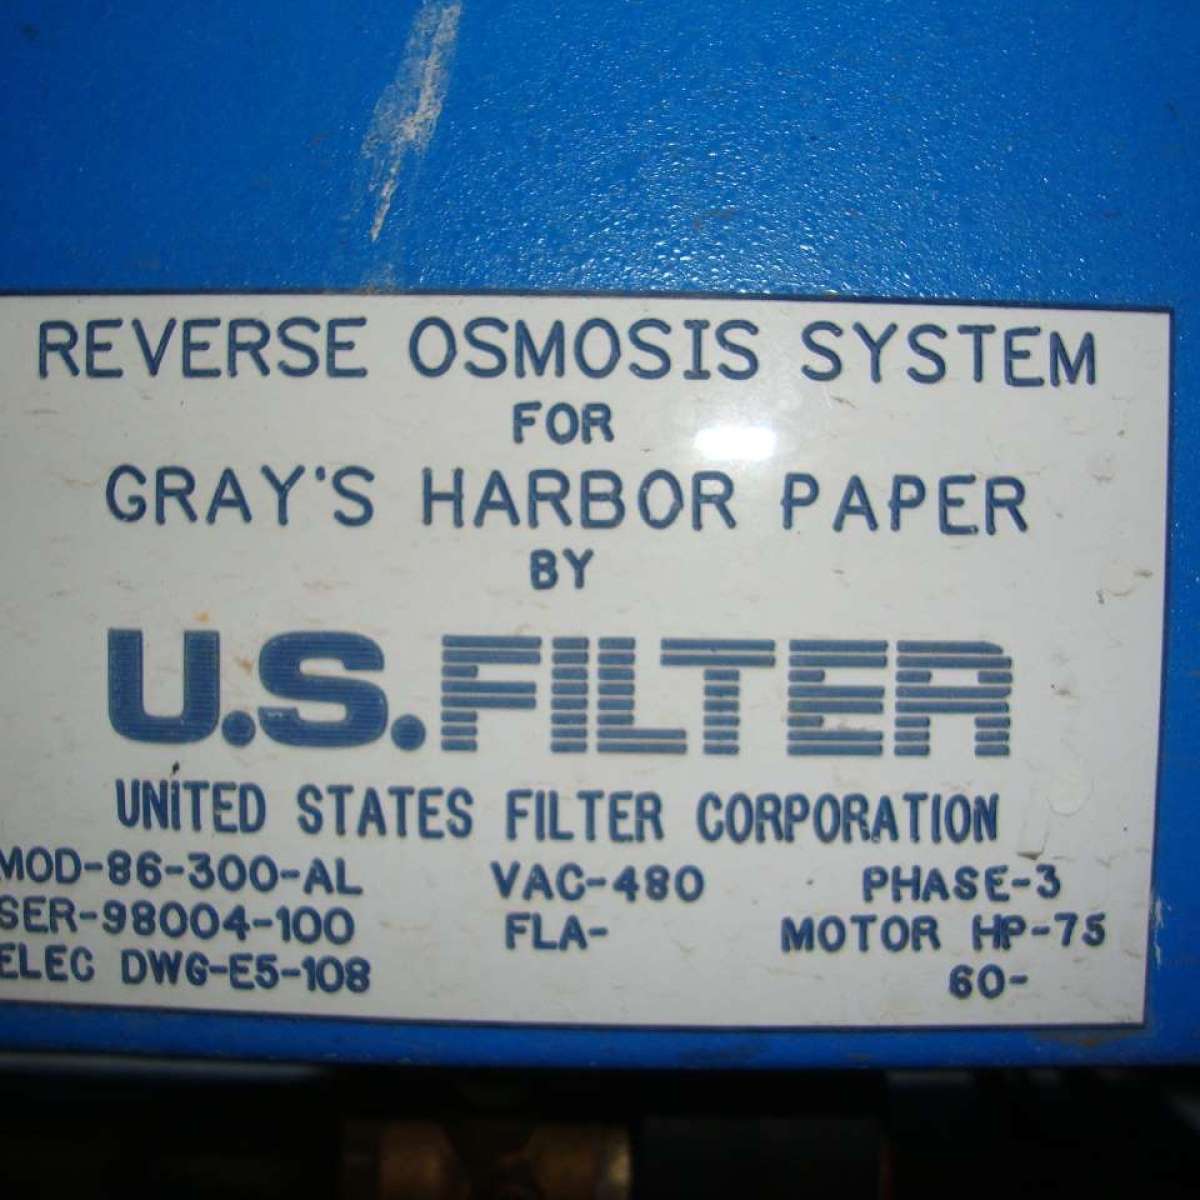 REVERSE OSMOSIS SYSTEM
FOR
GRAY'S HARBOR PAPER
BY
U.S.FILTER
UNITED STATES FILTER CORPORATION
MOD-86-300-AL VAC-480 PHASE-3
SER-98004-100 FLA- MOTOR HP-75
ELEC DWG-E5-108 60-